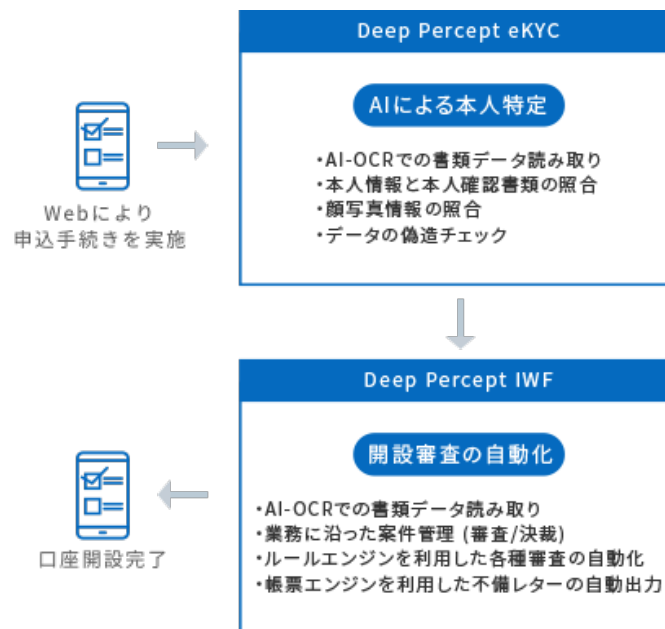 Deep Percept eKYC
AIによる本人特定
・AI-OCRでの書類データ読み取り
・本人情報と本人確認書類の照合
・顔写真情報の照合
・データの偽造チェック
Webにより
申込手続きを実施
Deep Percept IWF
開設審査の自動化
・AI-OCRでの書類データ読み取り
・業務に沿った案件管理 (審査/決裁)
・ルールエンジンを利用した各種審査の自動化
・帳票エンジンを利用した不備レターの自動出力
口座開設完了